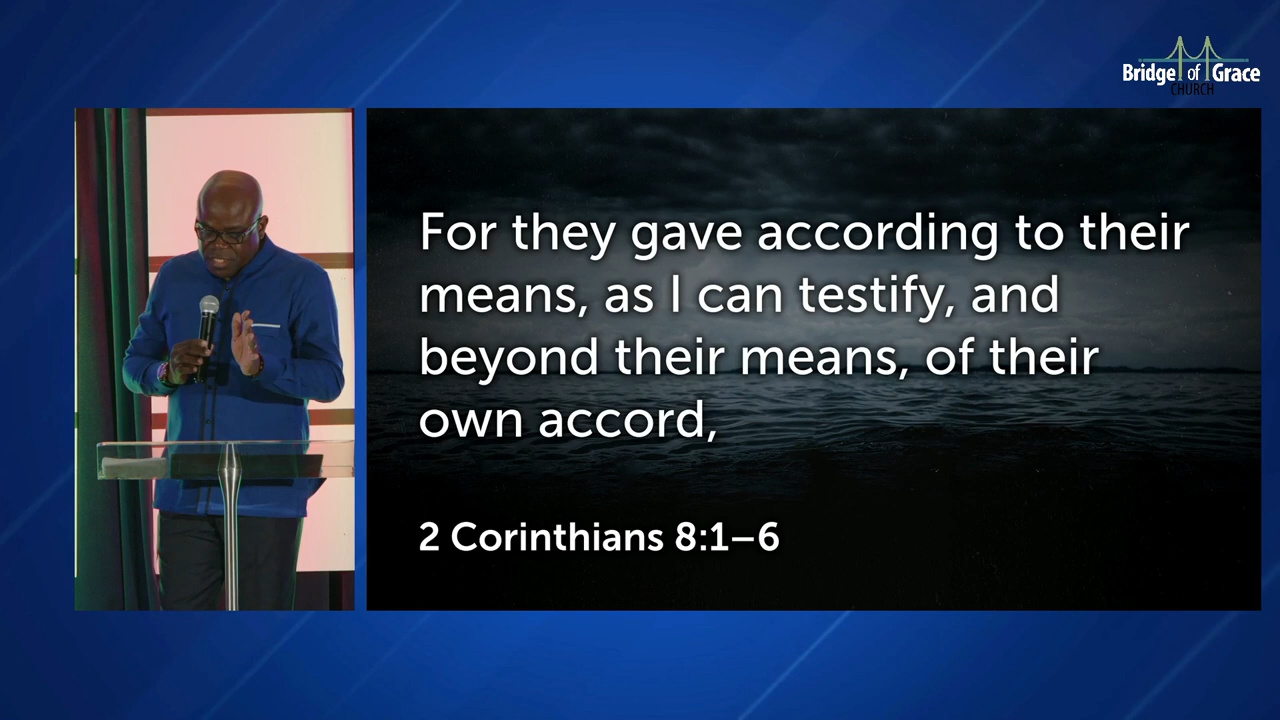 Bridge of Grace
CHURCH
For they gave according to their
means, as I can testify, and
beyond their means, of their
own accord,
2 Corinthians 8:1–6